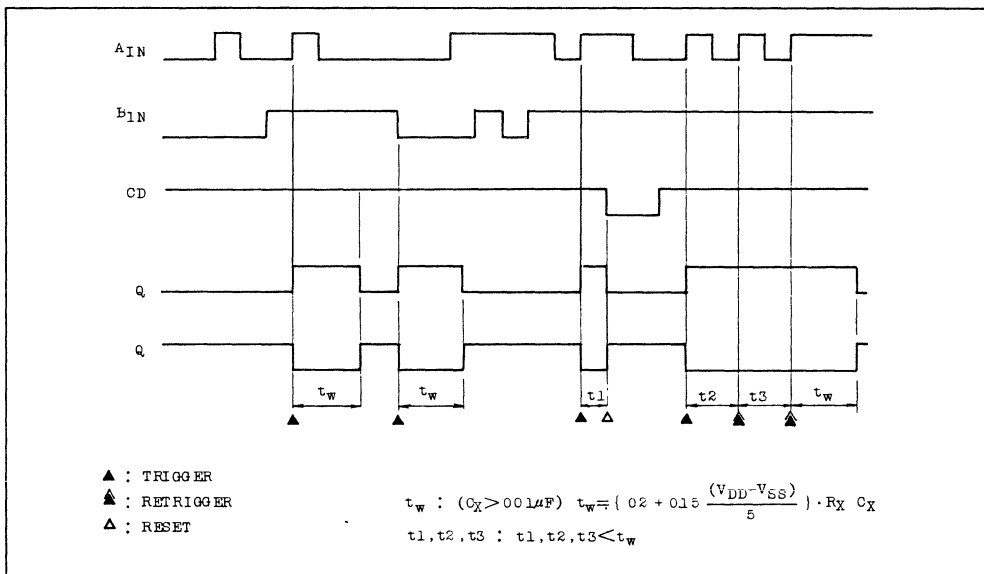 AIN
BIN
CD
Q
Q
tw
tw
t1
t2
t3
tw
▲ : TRIGGER
: RETRIGGER
△ : RESET
tw : (CX>001µF) tw≒{ 02 + 015 (VDD-VSS)/5 } · RX CX
t1,t2,t3 : t1,t2,t3<tw